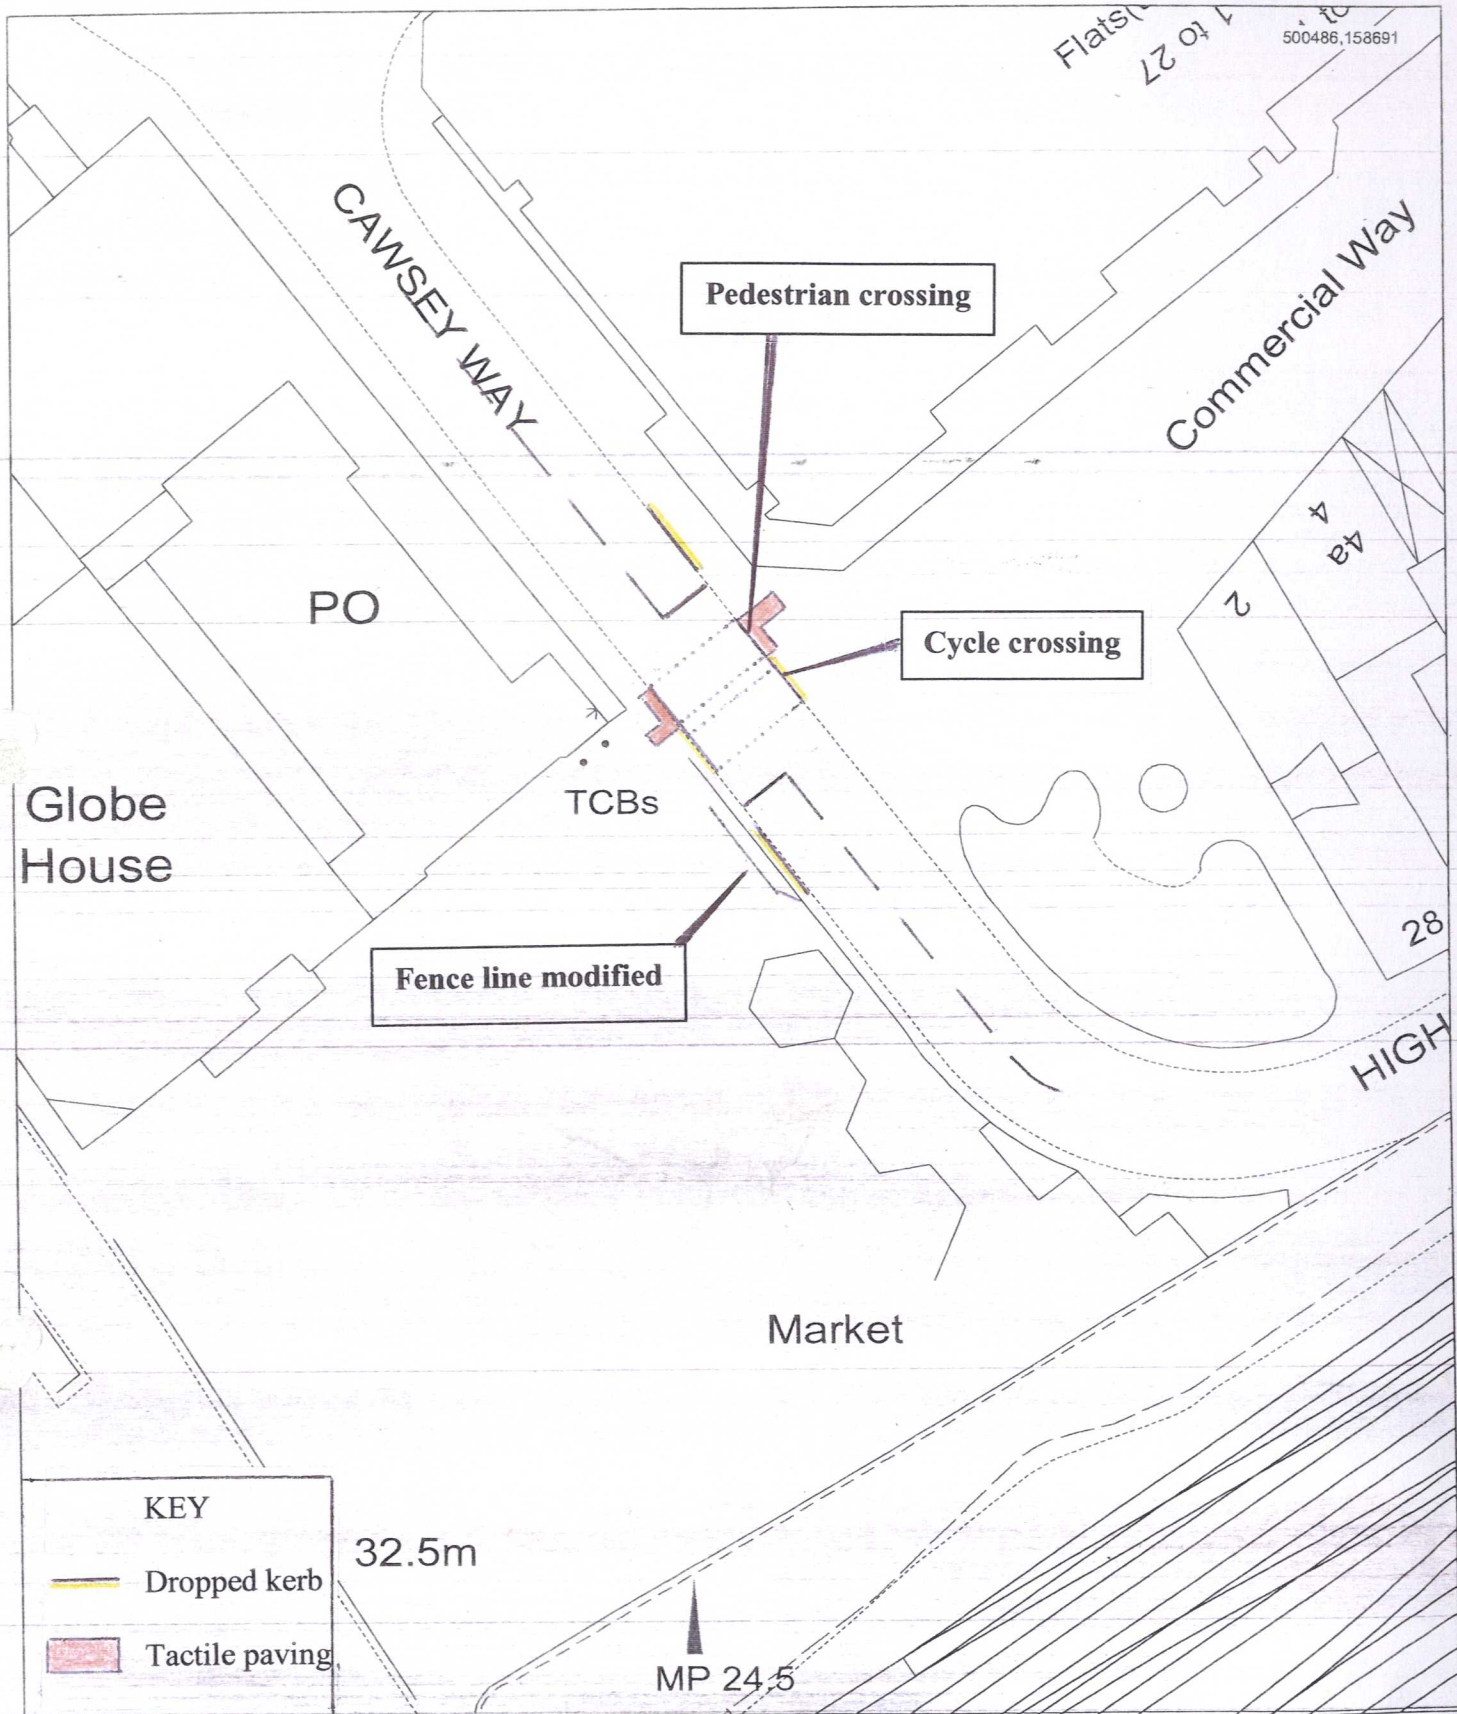 Flats
1 to 27
to
500486,158691
CAWSEY WAY
Pedestrian crossing
Commercial Way
4
4a
2
PO
Cycle crossing
Globe
House
TCBs
28
Fence line modified
HIGH
Market
KEY
Dropped kerb
Tactile paving
32.5m
MP 24.5